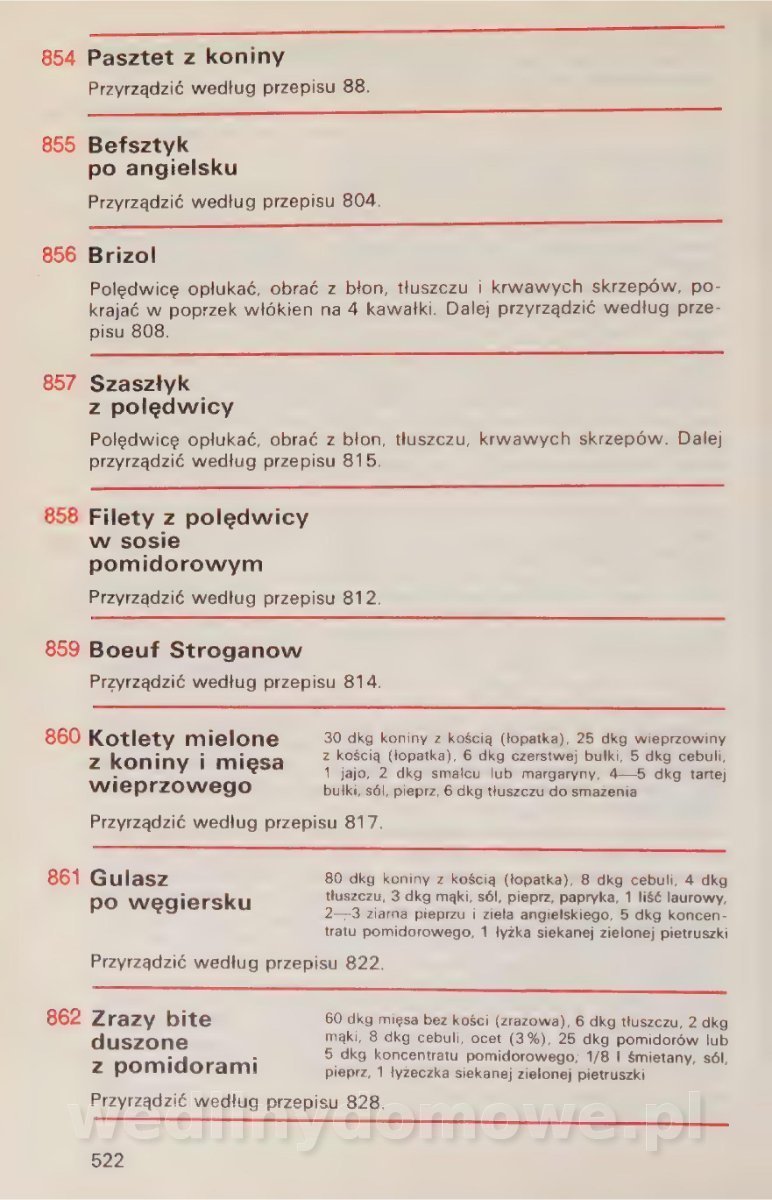 854 Pasztet z koniny
Przyrządzić według przepisu 88.
855 Befsztyk
po angielsku
Przyrządzić według przepisu 804.
856 Brizol
Polędwicę opłukać, obrać z błon, tłuszczu i krwawych skrzepów, po-
krajać w poprzek włókien na 4 kawałki. Dalej przyrządzić według prze-
pisu 808.
857 Szaszłyk
z polędwicy
Polędwicę opłukać, obrać z błon, tłuszczu, krwawych skrzepów. Dalej
przyrządzić według przepisu 815.
858 Filety z polędwicy
w sosie
pomidorowym
Przyrządzić według przepisu 812.
859 Boeuf Stroganow
Przyrządzić według przepisu 814.
860 Kotlety mielone
z koniny i mięsa
wieprzowego
30 dkg koniny z kością (łopatka), 25 dkg wieprzowiny
z kością (łopatka), 6 dkg czerstwej bułki, 5 dkg cebuli,
1 jajo, 2 dkg smalcu lub margaryny, 4—5 dkg tartej
bułki, sól, pieprz, 6 dkg tłuszczu do smażenia
Przyrządzić według przepisu 817.
861 Gulasz
po węgiersku
80 dkg koniny z kością (łopatka), 8 dkg cebuli, 4 dkg
tłuszczu, 3 dkg mąki, sól, pieprz, papryka, 1 liść laurowy,
2—3 ziarna pieprzu i ziela angielskiego, 5 dkg koncen-
tratu pomidorowego, 1 łyżka siekanej zielonej pietruszki
Przyrządzić według przepisu 822.
862 Zrazy bite
duszone
z pomidorami
60 dkg mięsa bez kości (zrazowa), 6 dkg tłuszczu, 2 dkg
mąki, 8 dkg cebuli, ocet (3%), 25 dkg pomidorów lub
5 dkg koncentratu pomidorowego, 1/8 l śmietany, sól,
pieprz, 1 łyżeczka siekanej zielonej pietruszki
Przyrządzić według przepisu 828.
wedlinydomowe.pl
522